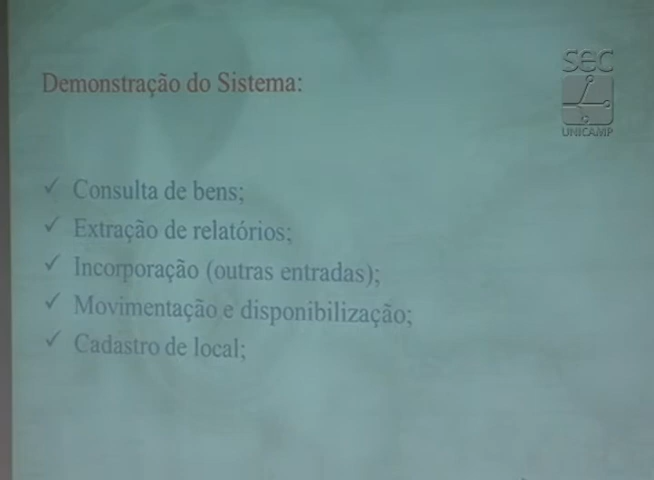 Demonstração do Sistema:
sec
UNICAMP
✓ Consulta de bens;
✓ Extração de relatórios;
✓ Incorporação (outras entradas);
✓ Movimentação e disponibilização;
✓ Cadastro de local;